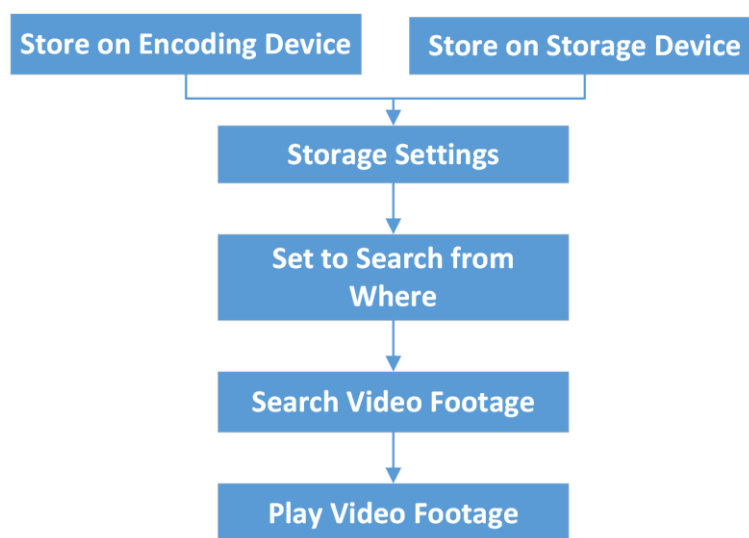 Store on Encoding Device
Store on Storage Device
Storage Settings
Set to Search from
Where
Search Video Footage
Play Video Footage